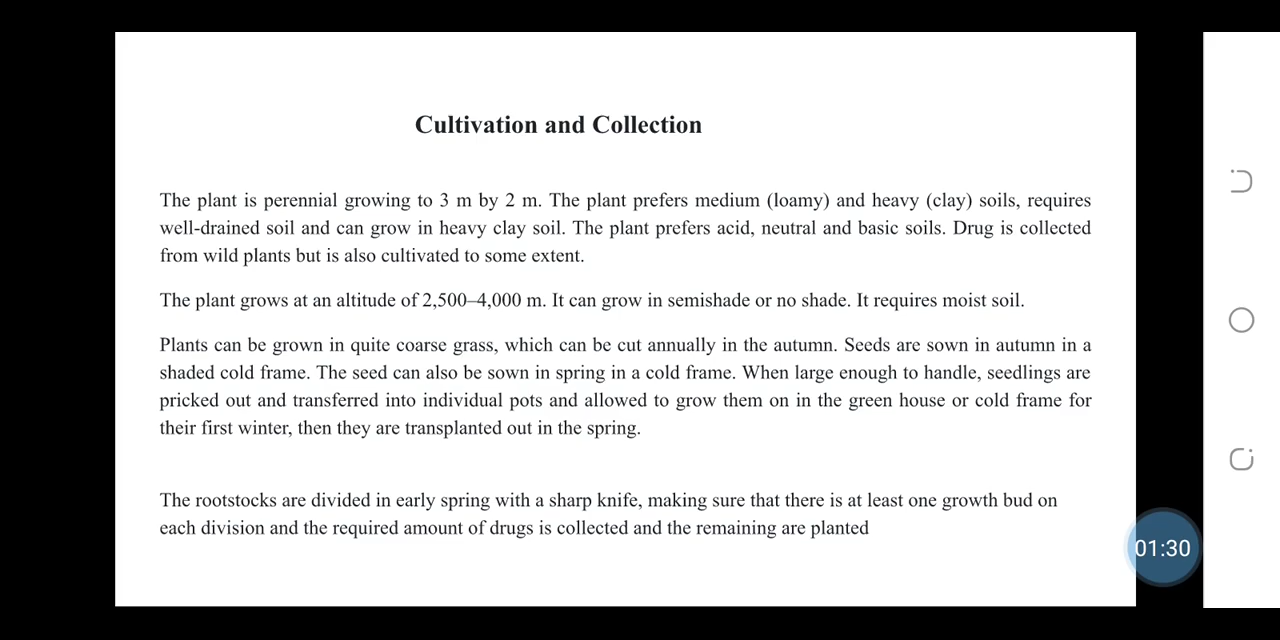 Cultivation and Collection
The plant is perennial growing to 3 m by 2 m. The plant prefers medium (loamy) and heavy (clay) soils, requires
well-drained soil and can grow in heavy clay soil. The plant prefers acid, neutral and basic soils. Drug is collected
from wild plants but is also cultivated to some extent.
The plant grows at an altitude of 2,500–4,000 m. It can grow in semishade or no shade. It requires moist soil.
Plants can be grown in quite coarse grass, which can be cut annually in the autumn. Seeds are sown in autumn in a
shaded cold frame. The seed can also be sown in spring in a cold frame. When large enough to handle, seedlings are
pricked out and transferred into individual pots and allowed to grow them on in the green house or cold frame for
their first winter, then they are transplanted out in the spring.
The rootstocks are divided in early spring with a sharp knife, making sure that there is at least one growth bud on
each division and the required amount of drugs is collected and the remaining are planted
01:30